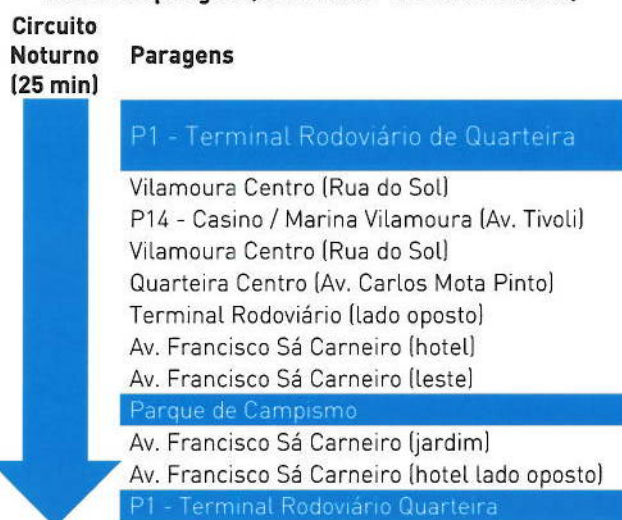 Circuito
Noturno
(25 min)
Paragens
P1 - Terminal Rodoviário de Quarteira
Vilamoura Centro (Rua do Sol)
P14 - Casino / Marina Vilamoura (Av. Tivoli)
Vilamoura Centro (Rua do Sol)
Quarteira Centro (Av. Carlos Mota Pinto)
Terminal Rodoviário (lado oposto)
Av. Francisco Sá Carneiro (hotel)
Av. Francisco Sá Carneiro (leste)
Parque de Campismo
Av. Francisco Sá Carneiro (jardim)
Av. Francisco Sá Carneiro (hotel lado oposto)
P1 - Terminal Rodoviário Quarteira